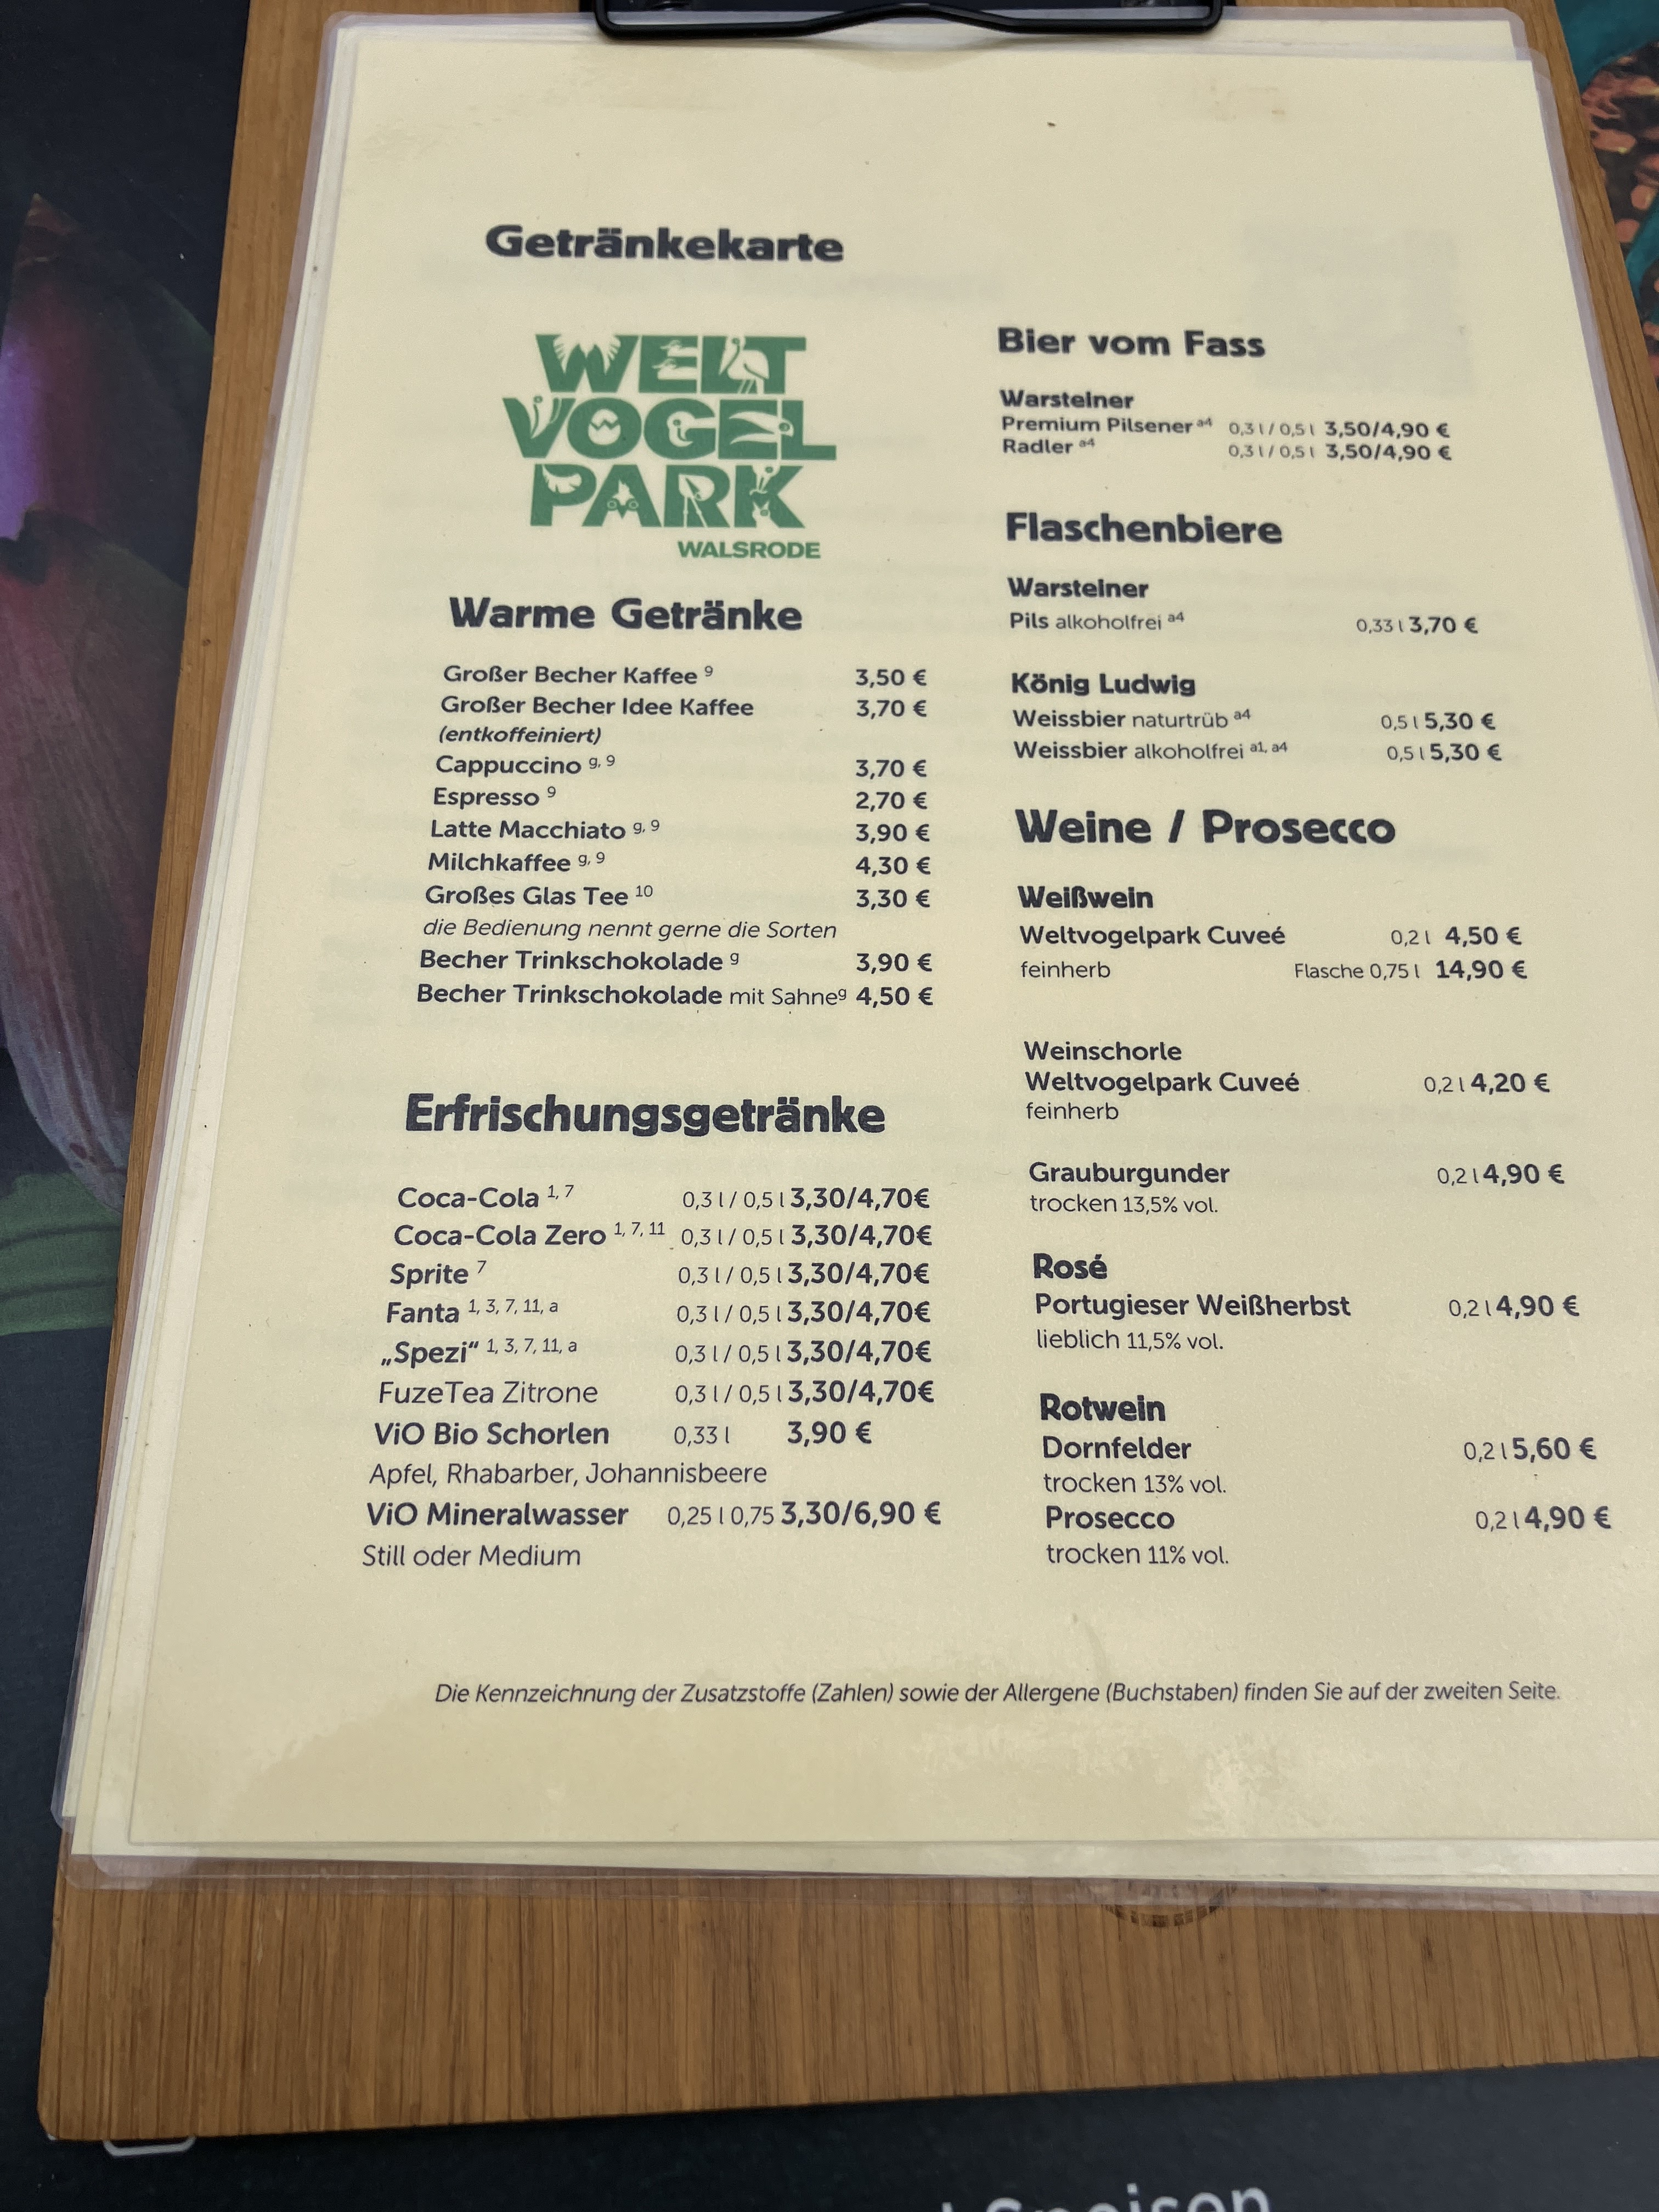 Getränkekarte
WELT
VOGEL
PARK
WALSRODE
Warme Getränke
Großer Becher Kaffee 9 3,50 €
Großer Becher Idee Kaffee 3,70 €
(entkoffeiniert)
Cappuccino g, 9 3,70 €
Espresso 9 2,70 €
Latte Macchiato g, 9 3,90 €
Milchkaffee g, 9 4,30 €
Großes Glas Tee 10 3,30 €
die Bedienung nennt gerne die Sorten
Becher Trinkschokolade g 3,90 €
Becher Trinkschokolade mit Sahne g 4,50 €
Erfrischungsgetränke
Coca-Cola 1, 7 0,3 l / 0,5 l 3,30/4,70€
Coca-Cola Zero 1, 7, 11 0,3 l / 0,5 l 3,30/4,70€
Sprite 7 0,3 l / 0,5 l 3,30/4,70€
Fanta 1, 3, 7, 11, a 0,3 l / 0,5 l 3,30/4,70€
„Spezi“ 1, 3, 7, 11, a 0,3 l / 0,5 l 3,30/4,70€
FuzeTea Zitrone 0,3 l / 0,5 l 3,30/4,70€
ViO Bio Schorlen 0,33 l 3,90 €
Apfel, Rhabarber, Johannisbeere
ViO Mineralwasser 0,25 l 0,75 3,30/6,90 €
Still oder Medium
Bier vom Fass
Warsteiner
Premium Pilsener a4 0,3 l / 0,5 l 3,50/4,90 €
Radler a4 0,3 l / 0,5 l 3,50/4,90 €
Flaschenbiere
Warsteiner
Pils alkoholfrei a4 0,33 l 3,70 €
König Ludwig
Weissbier naturtrüb a4 0,5 l 5,30 €
Weissbier alkoholfrei a1, a4 0,5 l 5,30 €
Weine / Prosecco
Weißwein
Weltvogelpark Cuveé 0,2 l 4,50 €
feinherb Flasche 0,75 l 14,90 €
Weinschorle
Weltvogelpark Cuveé 0,2 l 4,20 €
feinherb
Grauburgunder 0,2 l 4,90 €
trocken 13,5% vol.
Rosé
Portugieser Weißherbst 0,2 l 4,90 €
lieblich 11,5% vol.
Rotwein
Dornfelder 0,2 l 5,60 €
trocken 13% vol.
Prosecco 0,2 l 4,90 €
trocken 11% vol.
Die Kennzeichnung der Zusatzstoffe (Zahlen) sowie der Allergene (Buchstaben) finden Sie auf der zweiten Seite.
Speisen